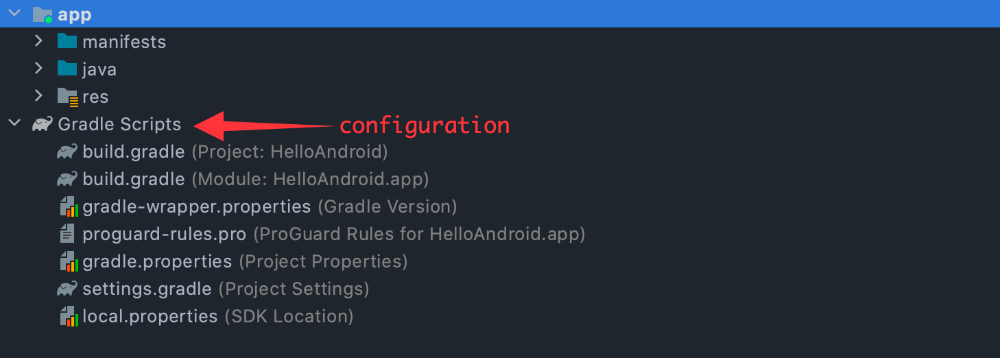 app
manifests
java
res
Gradle Scripts configuration
build.gradle (Project: HelloAndroid)
build.gradle (Module: HelloAndroid.app)
gradle-wrapper.properties (Gradle Version)
proguard-rules.pro (ProGuard Rules for HelloAndroid.app)
gradle.properties (Project Properties)
settings.gradle (Project Settings)
local.properties (SDK Location)